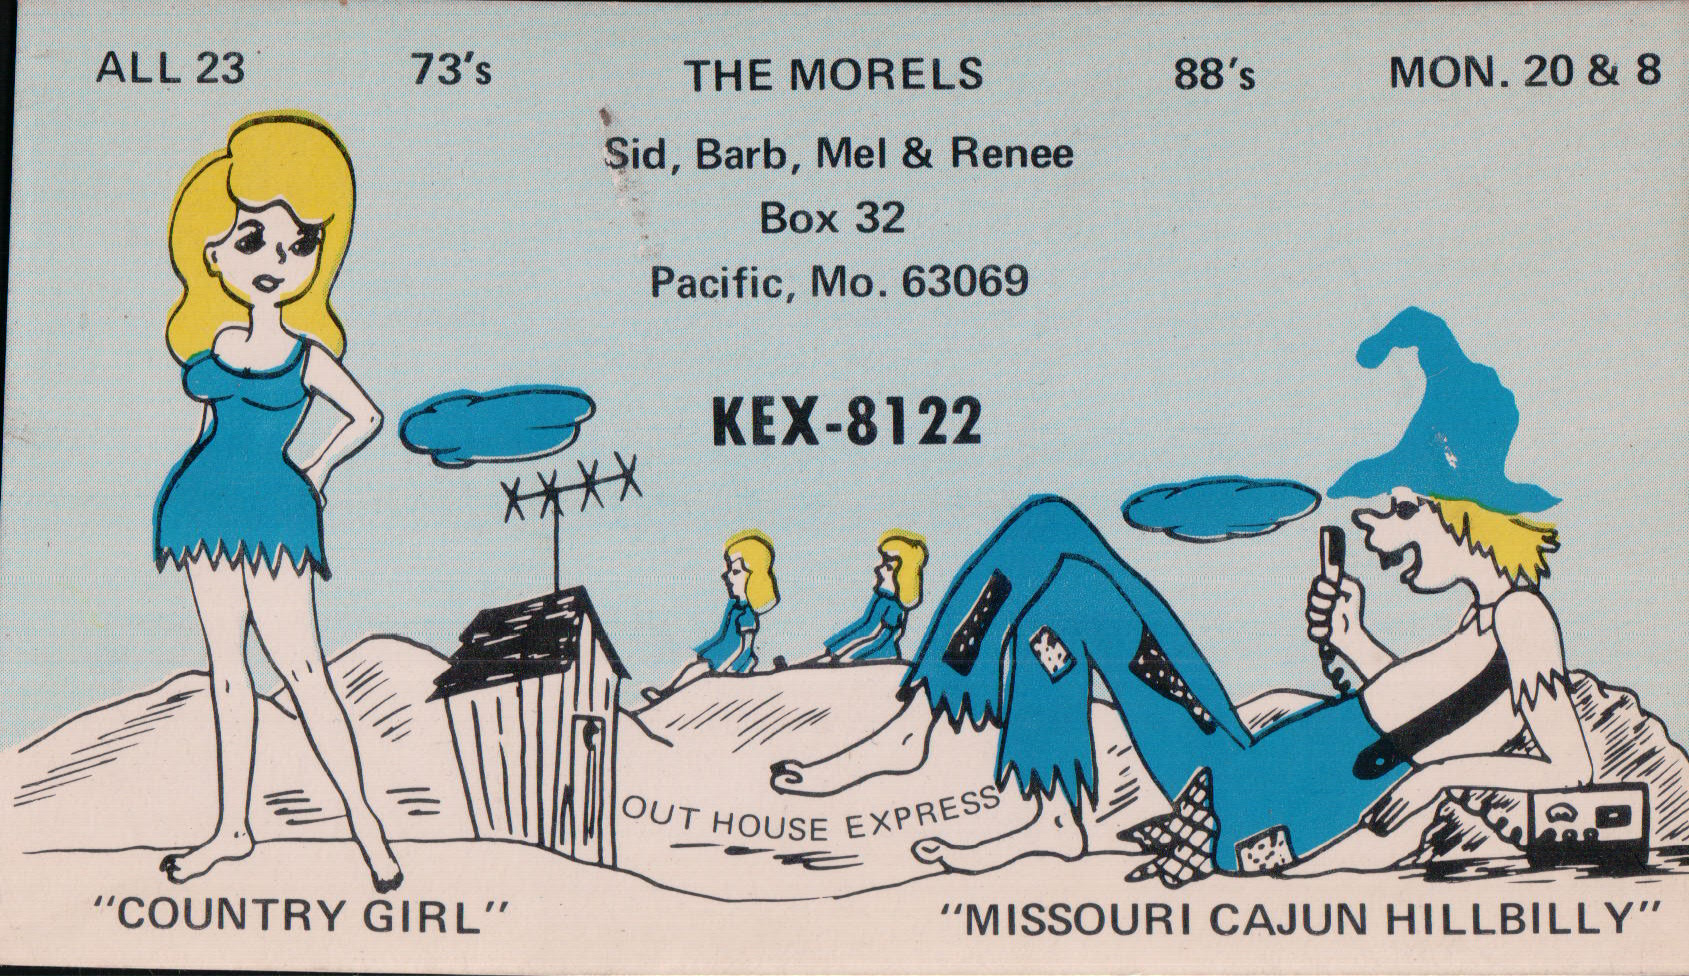 ALL 23 73's THE MORELS 88's MON. 20 & 8
Sid, Barb, Mel & Renee
Box 32
Pacific, Mo. 63069
KEX-8122
OUT HOUSE EXPRESS
"COUNTRY GIRL" "MISSOURI CAJUN HILLBILLY"